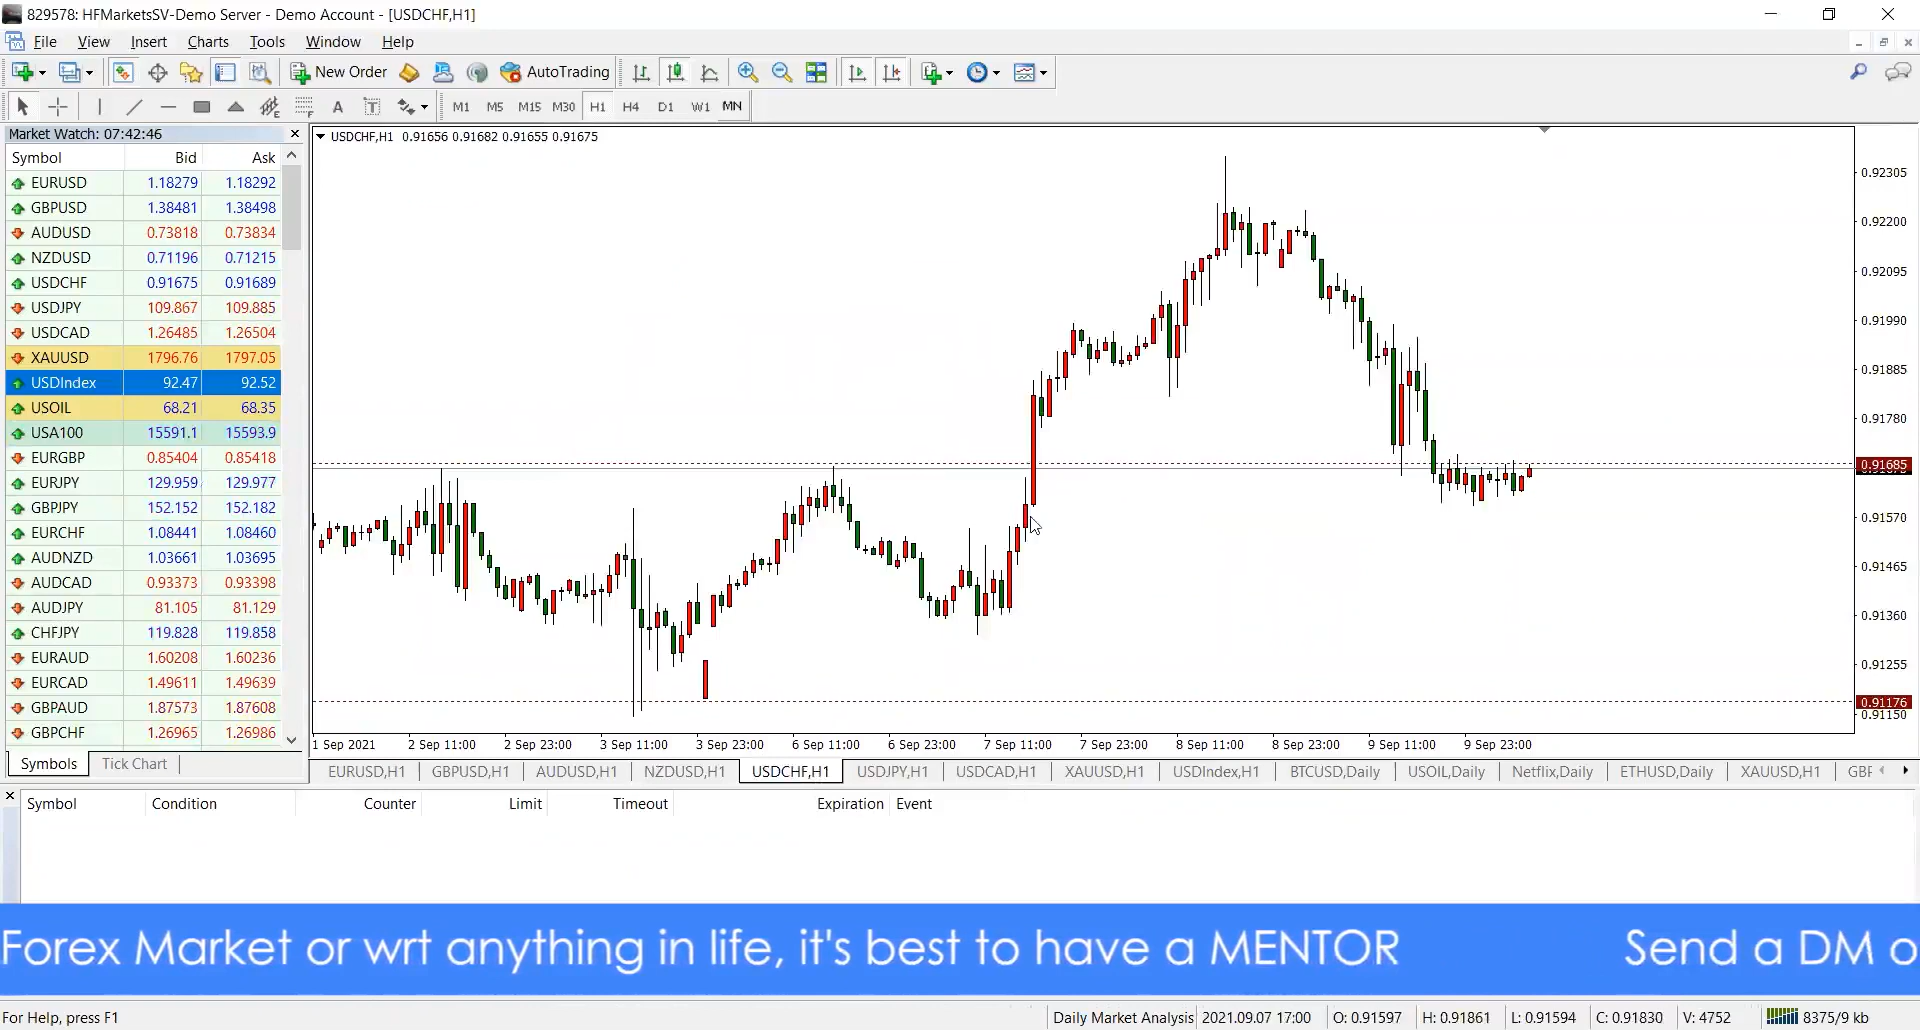 829578: HFMarketsSV-Demo Server - Demo Account - [USDCHF,H1]
File View Insert Charts Tools Window Help
New Order AutoTrading
A T M1 M5 M15 M30 H1 H4 D1 W1 MN
Market Watch: 07:42:46
Symbol Bid Ask
EURUSD 1.18279 1.18292
GBPUSD 1.38481 1.38498
AUDUSD 0.73818 0.73834
NZDUSD 0.71196 0.71215
USDCHF 0.91675 0.91689
USDJPY 109.867 109.885
USDCAD 1.26485 1.26504
XAUUSD 1796.76 1797.05
USDIndex 92.47 92.52
USOIL 68.21 68.35
USA100 15591.1 15593.9
EURGBP 0.85404 0.85418
EURJPY 129.959 129.977
GBPJPY 152.152 152.182
EURCHF 1.08441 1.08460
AUDNZD 1.03661 1.03695
AUDCAD 0.93373 0.93398
AUDJPY 81.105 81.129
CHFJPY 119.828 119.858
EURAUD 1.60208 1.60236
EURCAD 1.49611 1.49639
GBPAUD 1.87573 1.87608
GBPCHF 1.26965 1.26986
Symbols Tick Chart
USDCHF,H1 0.91656 0.91682 0.91655 0.91675
0.92305
0.92200
0.92095
0.91990
0.91885
0.91780
0.91685
0.91570
0.91465
0.91360
0.91255
0.91176
0.91150
1 Sep 2021 2 Sep 11:00 2 Sep 23:00 3 Sep 11:00 3 Sep 23:00 6 Sep 11:00 6 Sep 23:00 7 Sep 11:00 7 Sep 23:00 8 Sep 11:00 8 Sep 23:00 9 Sep 11:00 9 Sep 23:00
EURUSD,H1 GBPUSD,H1 AUDUSD,H1 NZDUSD,H1 USDCHF,H1 USDJPY,H1 USDCAD,H1 XAUUSD,H1 USDIndex,H1 BTCUSD,Daily USOIL,Daily Netflix,Daily ETHUSD,Daily XAUUSD,H1 GBF
Symbol Condition Counter Limit Timeout Expiration Event
Forex Market or wrt anything in life, it's best to have a MENTOR Send a DM o
For Help, press F1 Daily Market Analysis 2021.09.07 17:00 O: 0.91597 H: 0.91861 L: 0.91594 C: 0.91830 V: 4752 8375/9 kb